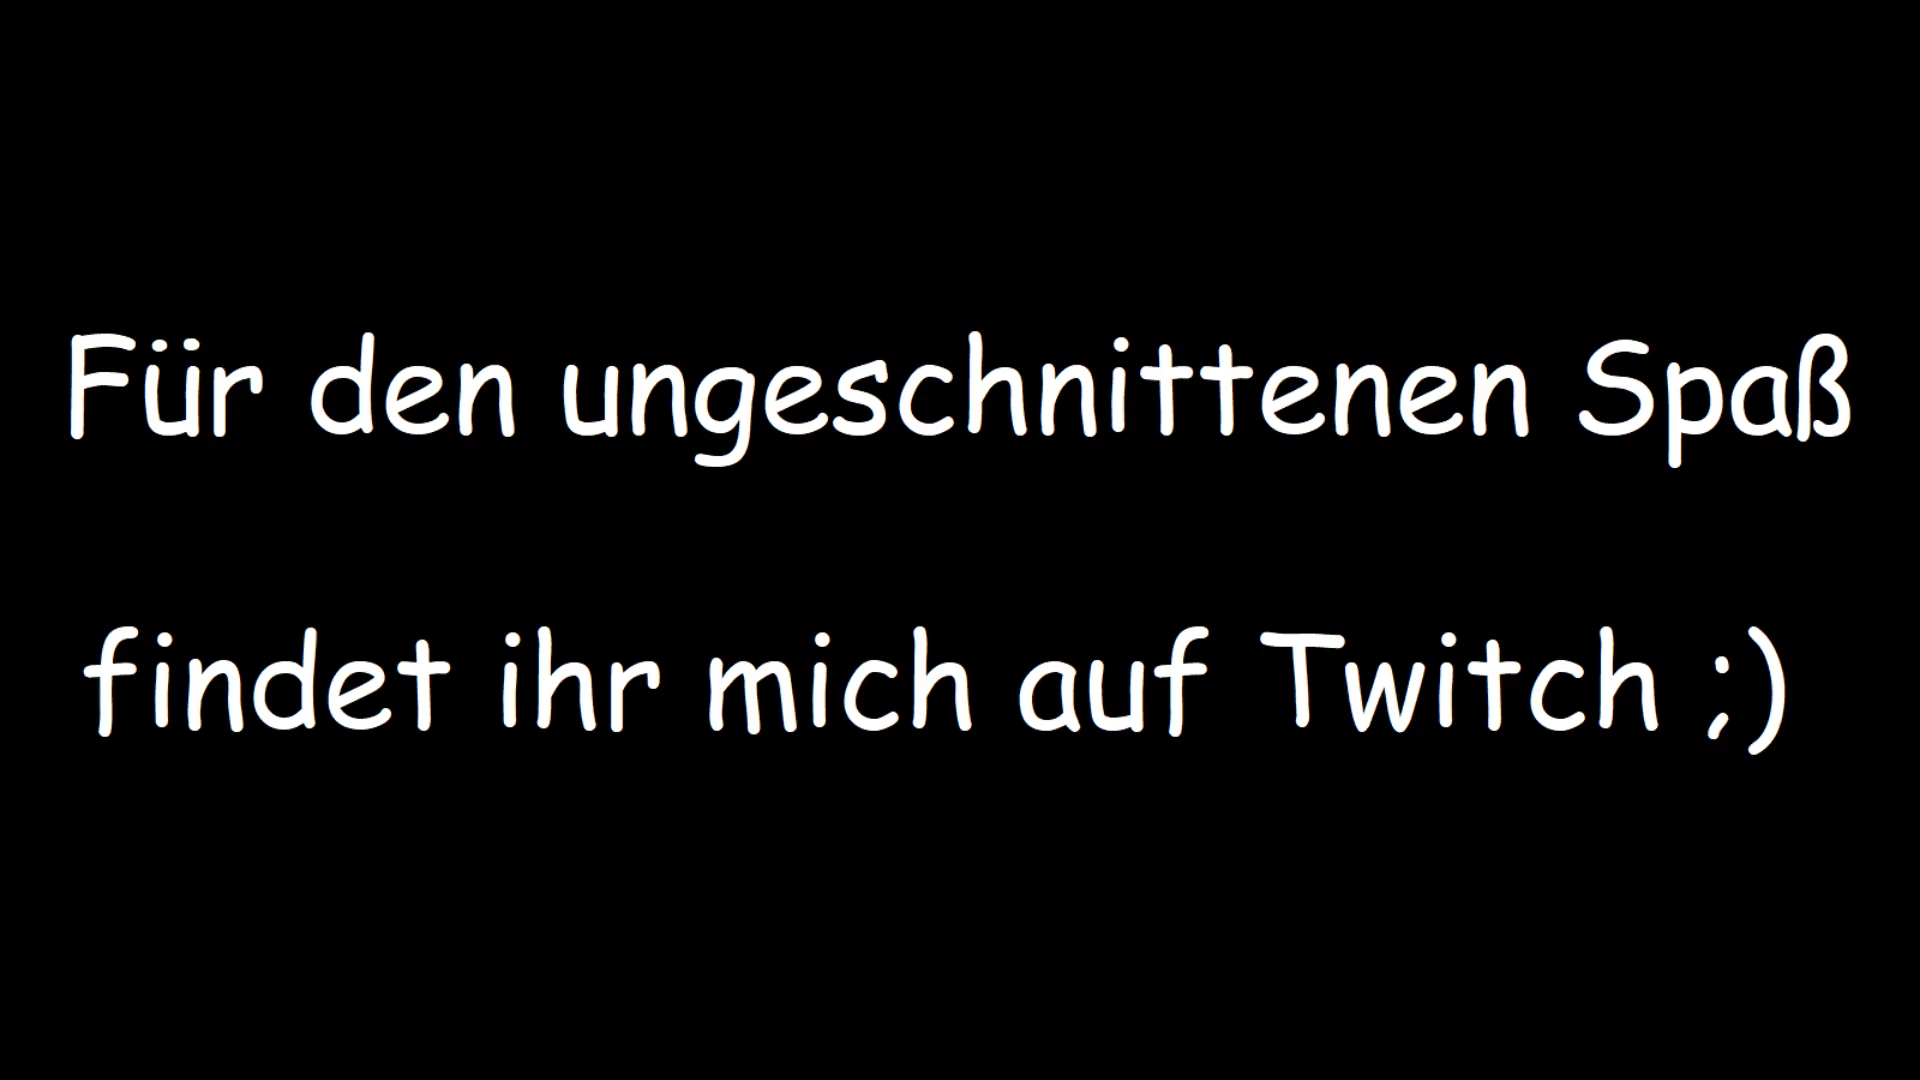 Für den ungeschnittenen Spaß
findet ihr mich auf Twitch ;)